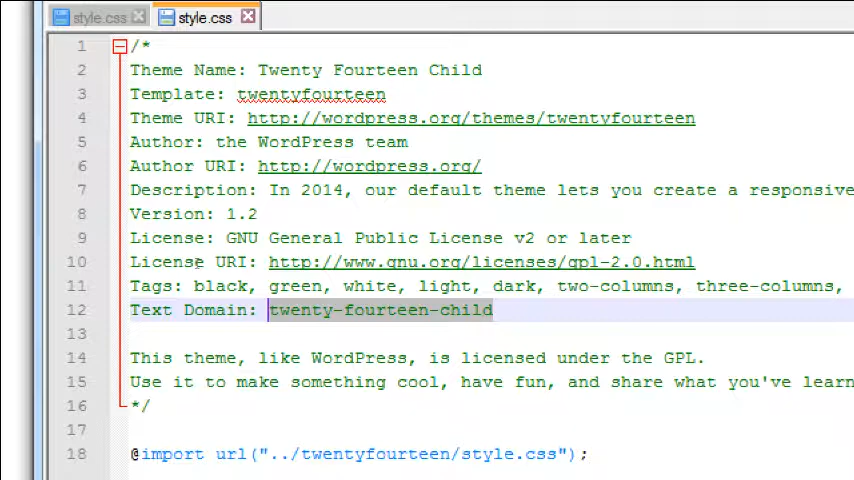 style.css style.css
1 /*
2 Theme Name: Twenty Fourteen Child
3 Template: twentyfourteen
4 Theme URI: http://wordpress.org/themes/twentyfourteen
5 Author: the WordPress team
6 Author URI: http://wordpress.org/
7 Description: In 2014, our default theme lets you create a responsive
8 Version: 1.2
9 License: GNU General Public License v2 or later
10 License URI: http://www.gnu.org/licenses/gpl-2.0.html
11 Tags: black, green, white, light, dark, two-columns, three-columns,
12 Text Domain: twenty-fourteen-child
13
14 This theme, like WordPress, is licensed under the GPL.
15 Use it to make something cool, have fun, and share what you've learn
16 */
17
18 @import url("../twentyfourteen/style.css");